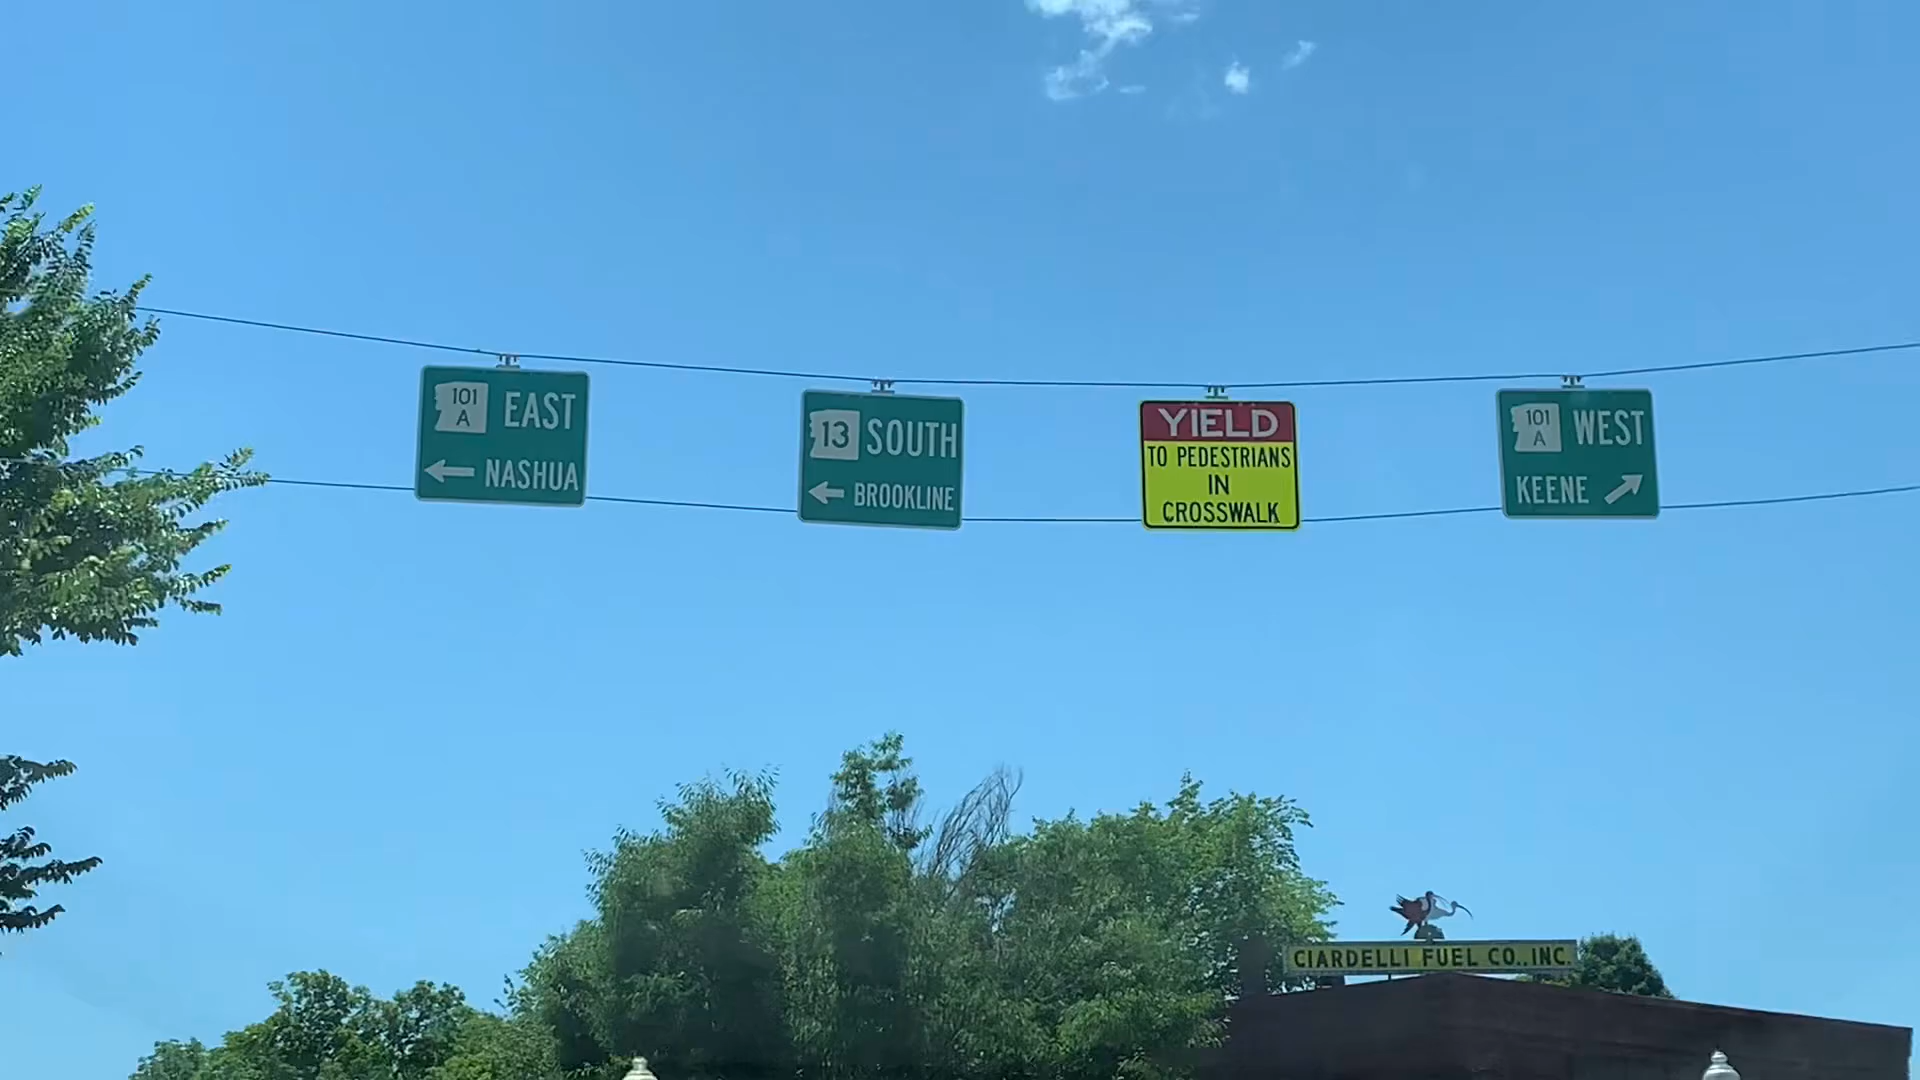 101
A
EAST
NASHUA
13
SOUTH
BROOKLINE
YIELD
TO PEDESTRIANS
IN
CROSSWALK
101
A
WEST
KEENE
CIARDELLI FUEL CO., INC.